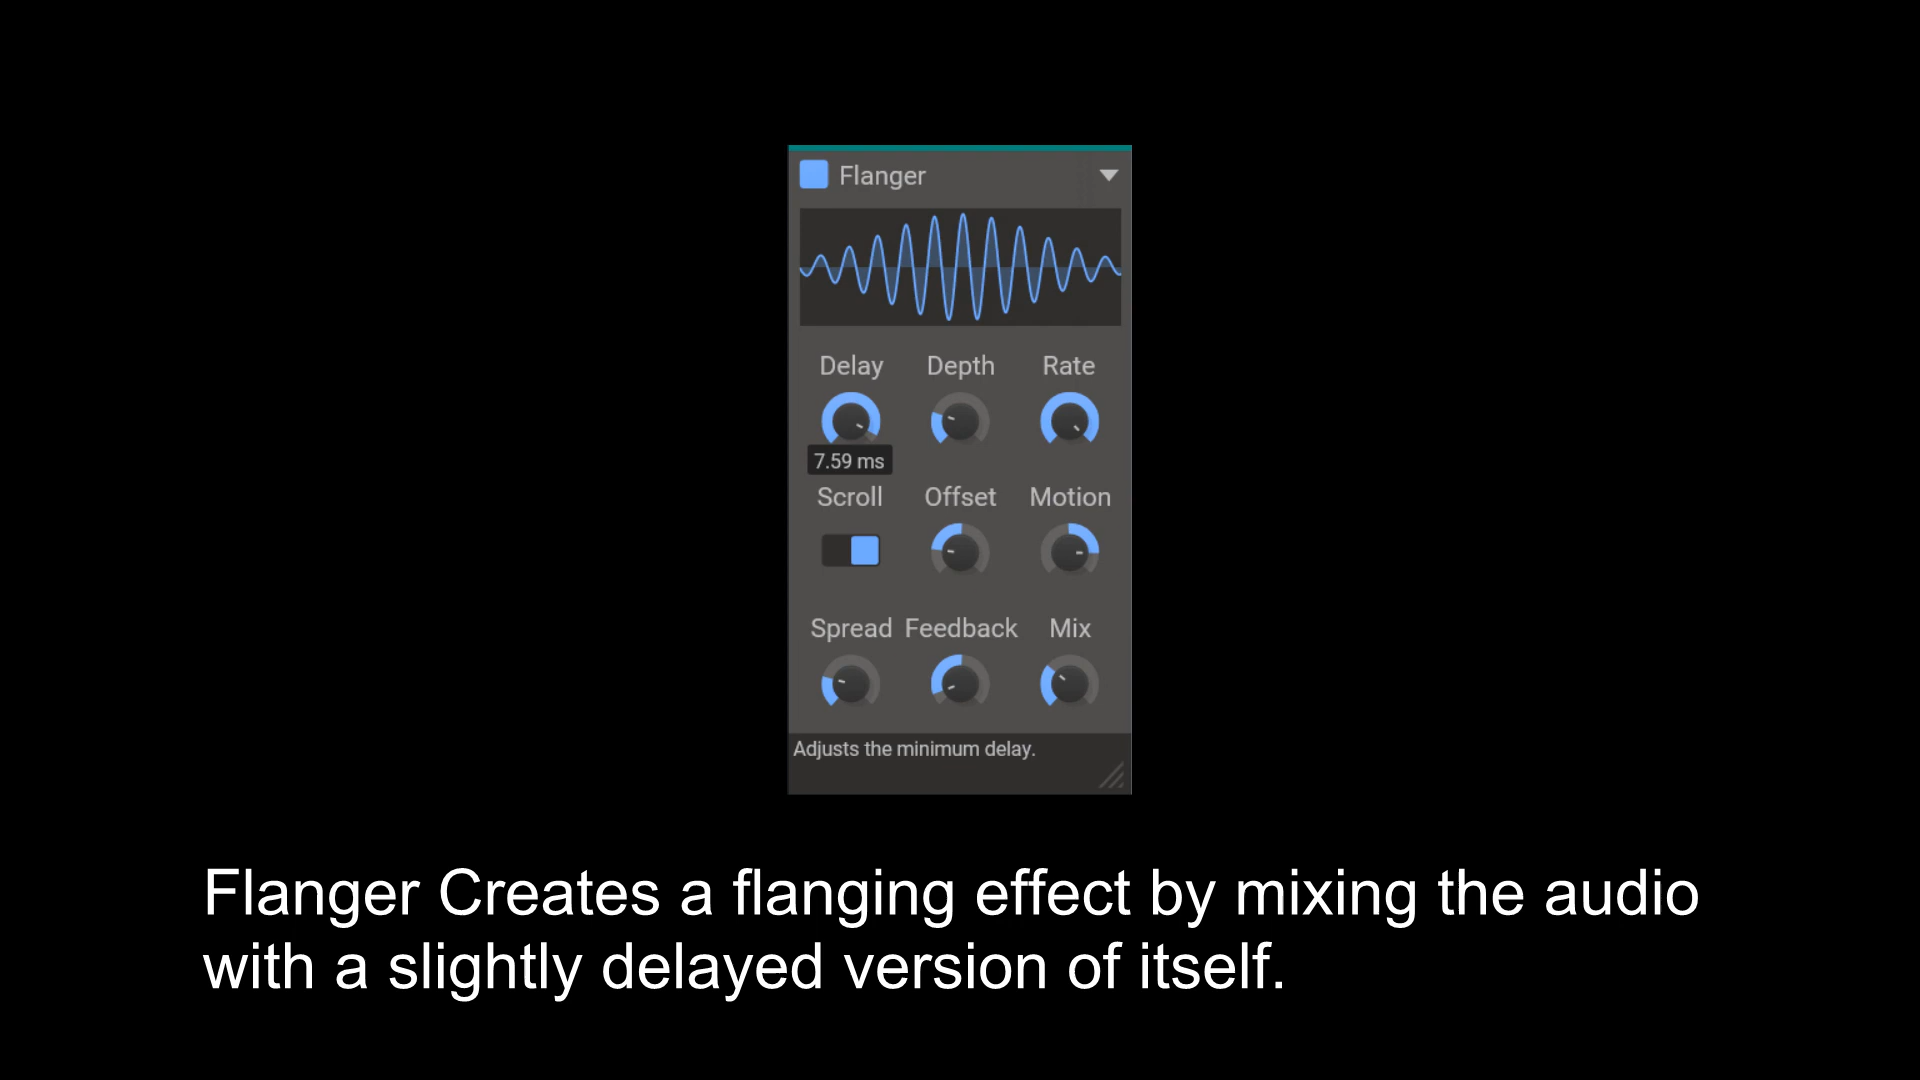 Flanger
Delay Depth Rate
7.59 ms
Scroll Offset Motion
Spread Feedback Mix
Adjusts the minimum delay.
Flanger Creates a flanging effect by mixing the audio
with a slightly delayed version of itself.